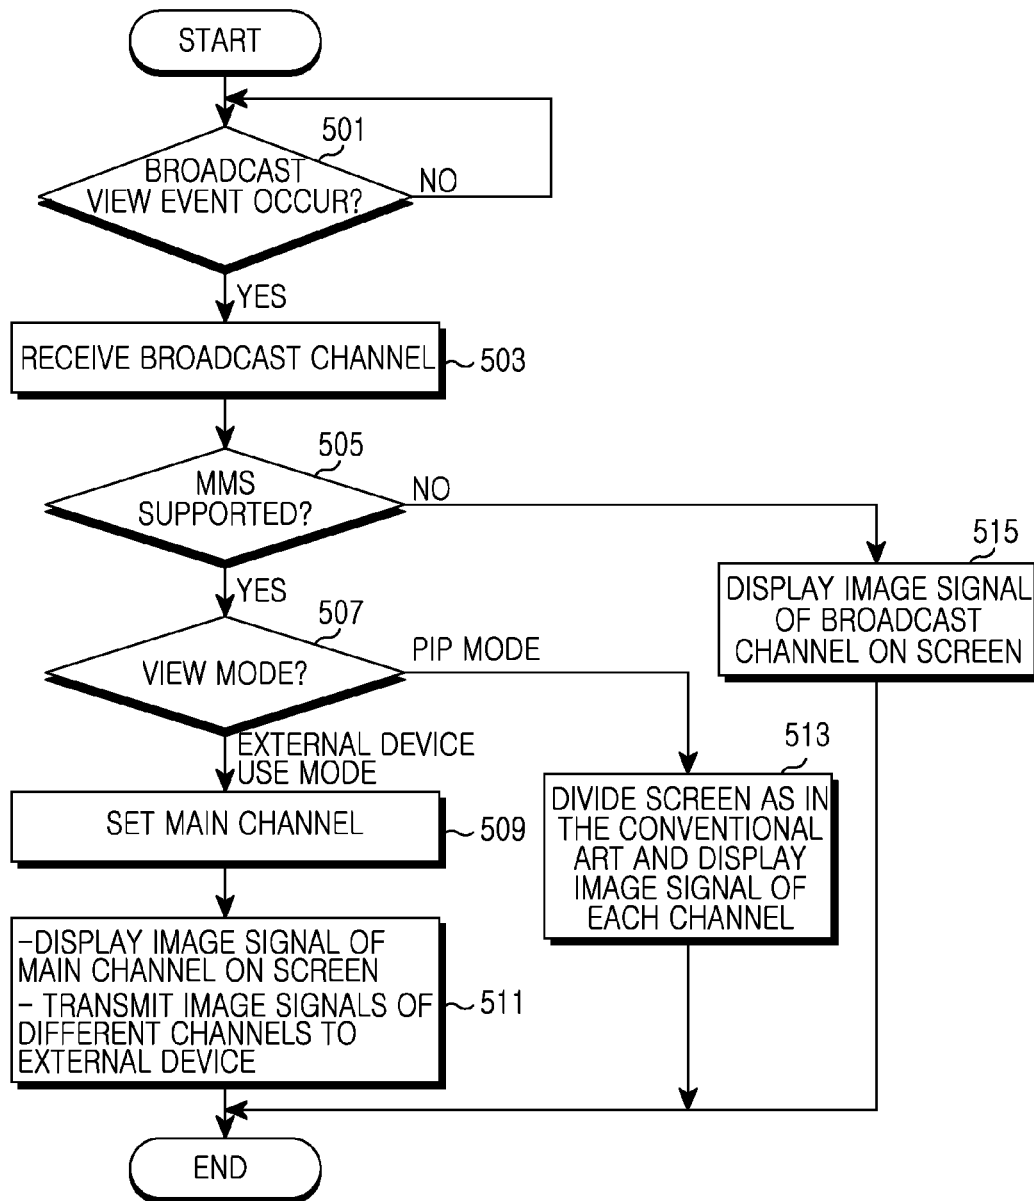 START
501
BROADCAST
VIEW EVENT OCCUR?
NO
YES
RECEIVE BROADCAST CHANNEL
503
505
MMS
SUPPORTED?
NO
YES
515
DISPLAY IMAGE SIGNAL
OF BROADCAST
CHANNEL ON SCREEN
507
VIEW MODE?
PIP MODE
EXTERNAL DEVICE
USE MODE
513
DIVIDE SCREEN AS IN
THE CONVENTIONAL
ART AND DISPLAY
IMAGE SIGNAL OF
EACH CHANNEL
SET MAIN CHANNEL
509
-DISPLAY IMAGE SIGNAL OF
MAIN CHANNEL ON SCREEN
- TRANSMIT IMAGE SIGNALS OF
DIFFERENT CHANNELS TO
EXTERNAL DEVICE
511
END